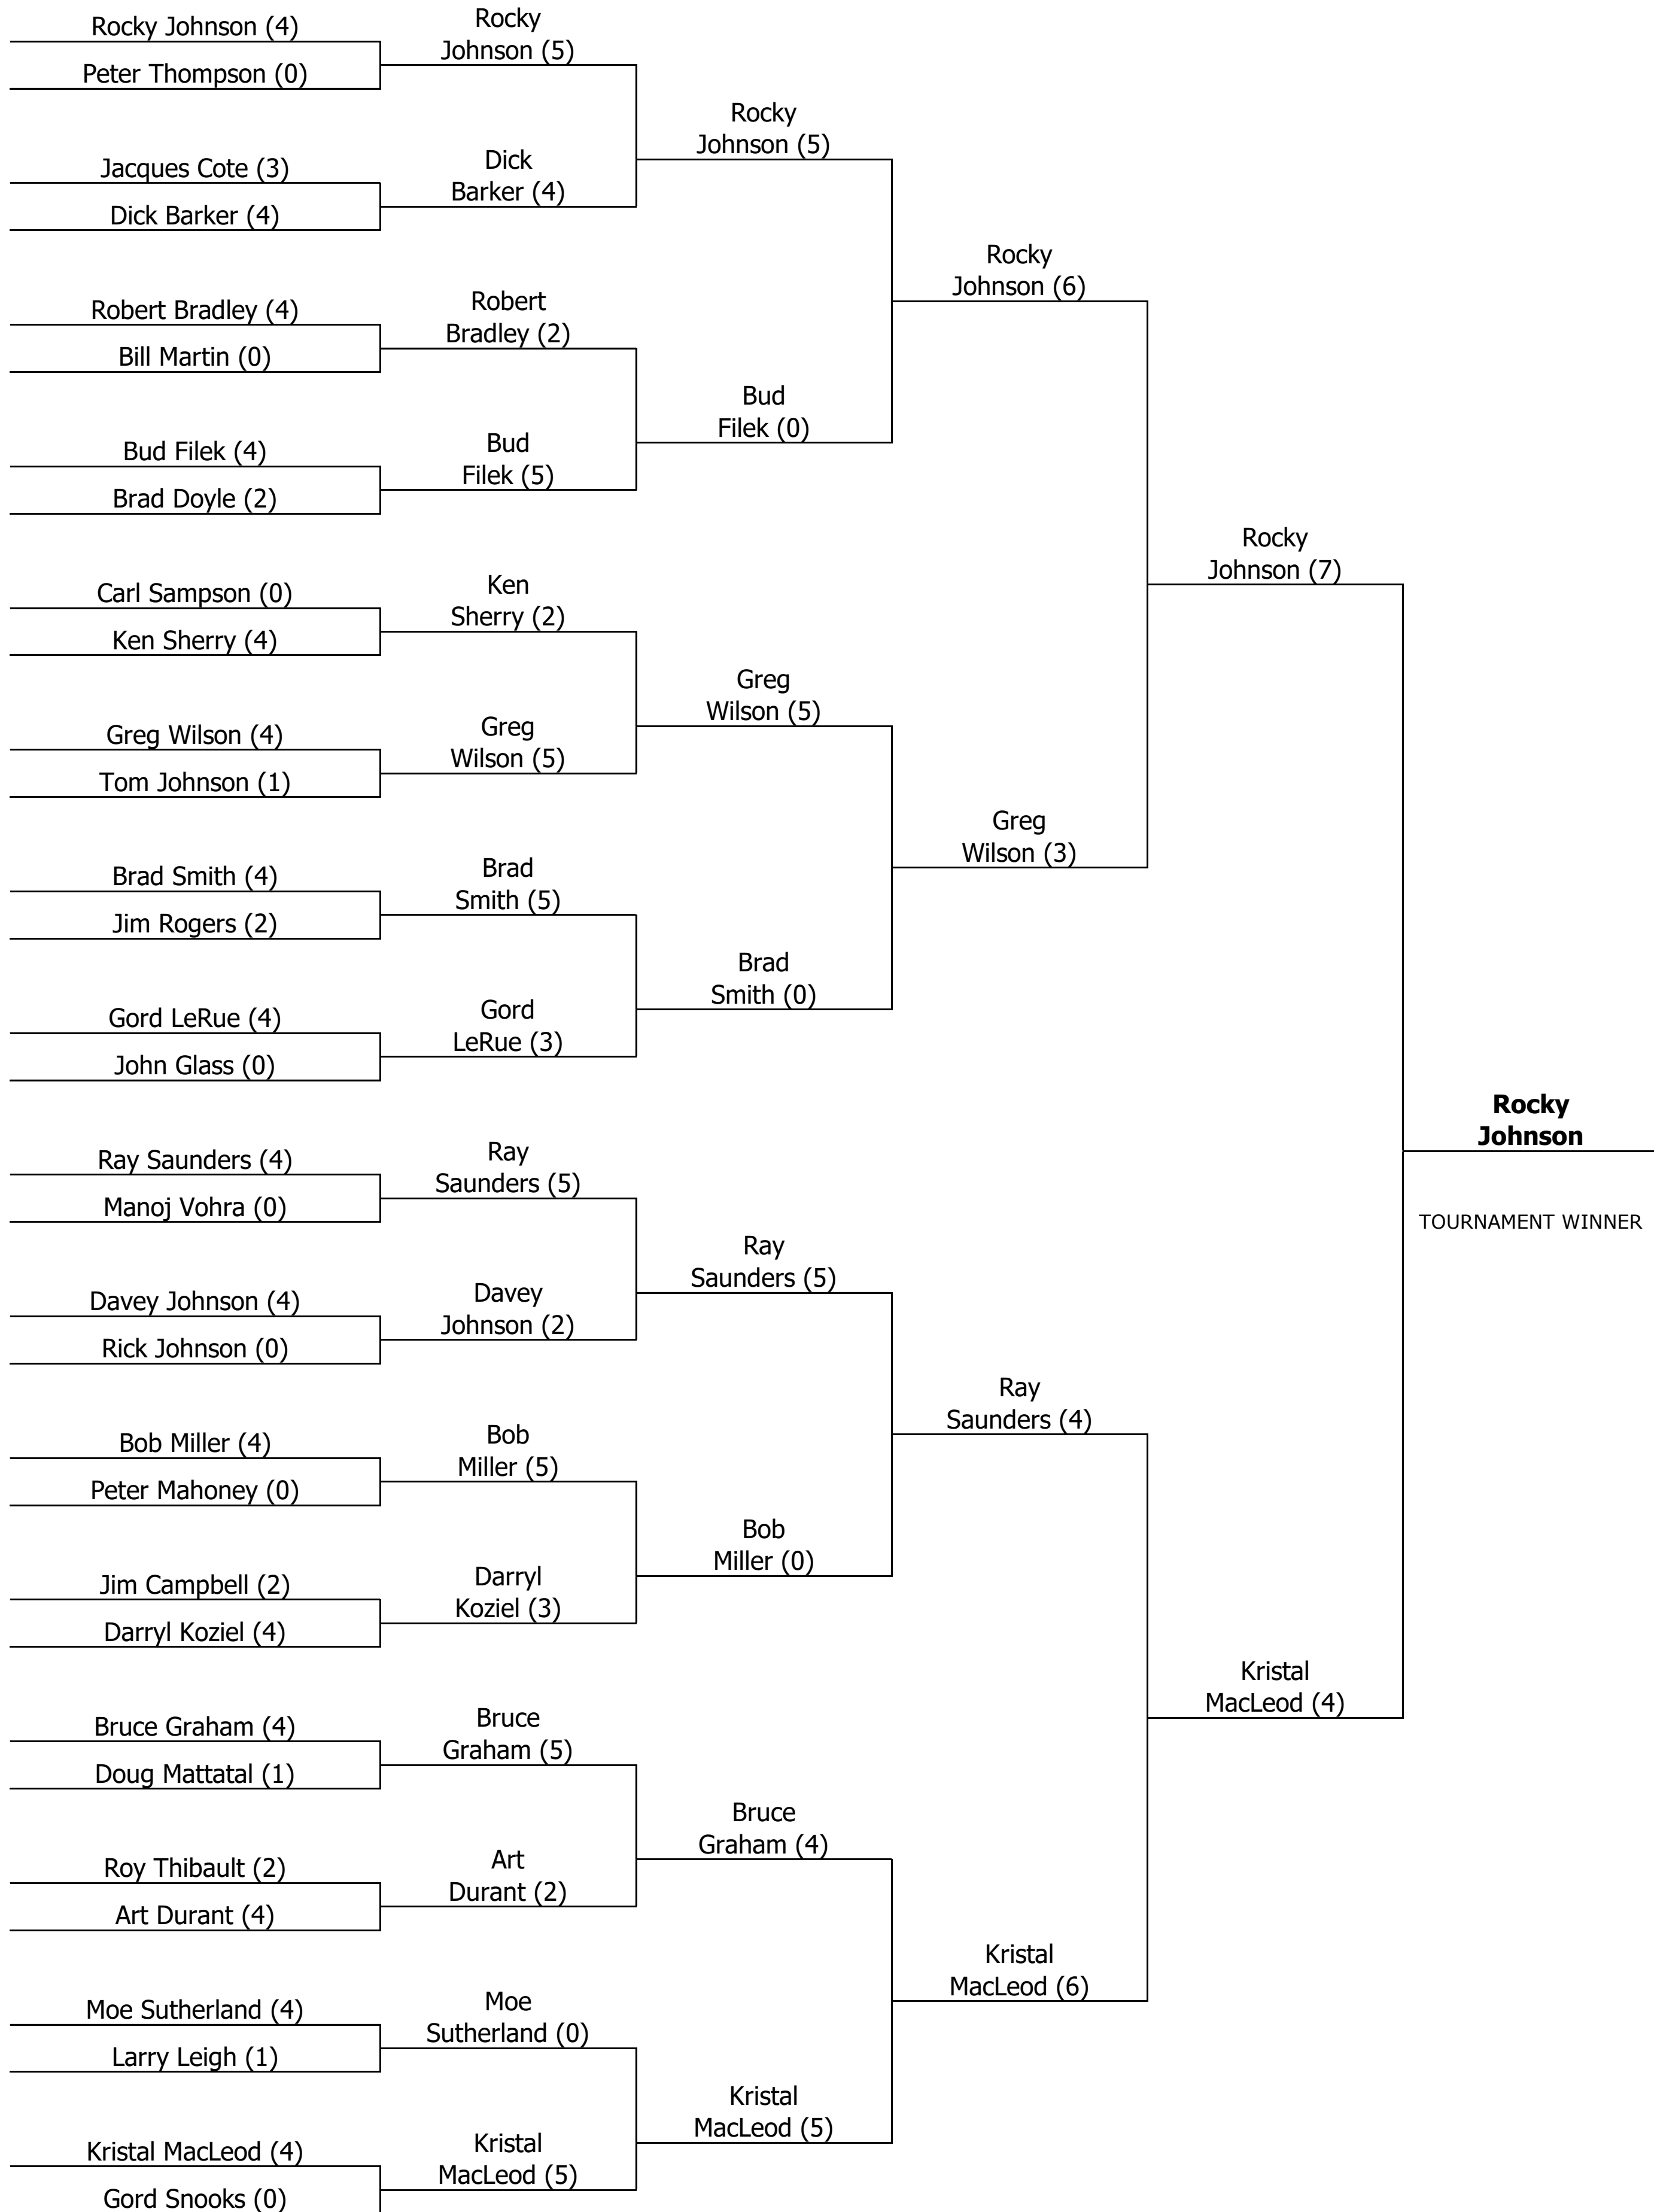 Rocky Johnson (4)
Peter Thompson (0)
Jacques Cote (3)
Dick Barker (4)
Robert Bradley (4)
Bill Martin (0)
Bud Filek (4)
Brad Doyle (2)
Carl Sampson (0)
Ken Sherry (4)
Greg Wilson (4)
Tom Johnson (1)
Brad Smith (4)
Jim Rogers (2)
Gord LeRue (4)
John Glass (0)
Ray Saunders (4)
Manoj Vohra (0)
Davey Johnson (4)
Rick Johnson (0)
Bob Miller (4)
Peter Mahoney (0)
Jim Campbell (2)
Darryl Koziel (4)
Bruce Graham (4)
Doug Mattatal (1)
Roy Thibault (2)
Art Durant (4)
Moe Sutherland (4)
Larry Leigh (1)
Kristal MacLeod (4)
Gord Snooks (0)
Rocky
Johnson (5)
Dick
Barker (4)
Robert
Bradley (2)
Bud
Filek (5)
Ken
Sherry (2)
Greg
Wilson (5)
Brad
Smith (5)
Gord
LeRue (3)
Ray
Saunders (5)
Davey
Johnson (2)
Bob
Miller (5)
Darryl
Koziel (3)
Bruce
Graham (5)
Art
Durant (2)
Moe
Sutherland (0)
Kristal
MacLeod (5)
Rocky
Johnson (5)
Bud
Filek (0)
Greg
Wilson (5)
Brad
Smith (0)
Ray
Saunders (5)
Bob
Miller (0)
Bruce
Graham (4)
Kristal
MacLeod (5)
Rocky
Johnson (6)
Greg
Wilson (3)
Ray
Saunders (4)
Kristal
MacLeod (6)
Rocky
Johnson (7)
Kristal
MacLeod (4)
Rocky
Johnson
TOURNAMENT WINNER